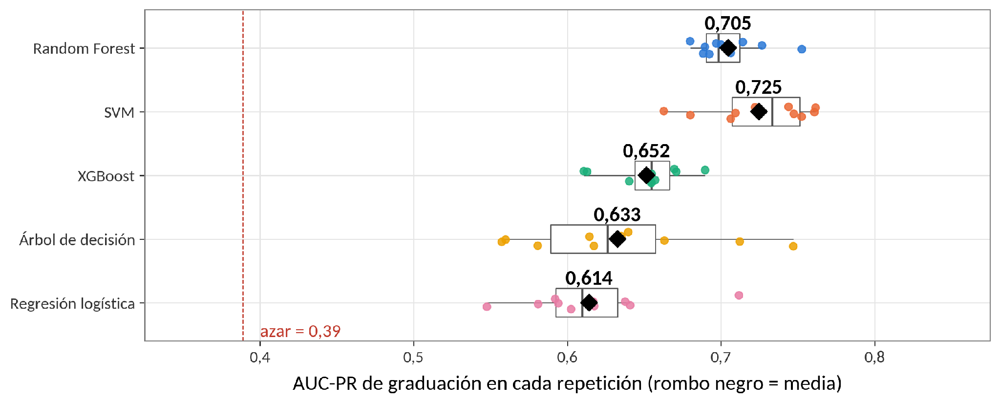 0,705
Random Forest
0,725
SVM
0,652
XGBoost
0,633
Árbol de decisión
0,614
Regresión logística
azar = 0,39
0,4 0,5 0,6 0,7 0,8
AUC-PR de graduación en cada repetición (rombo negro = media)